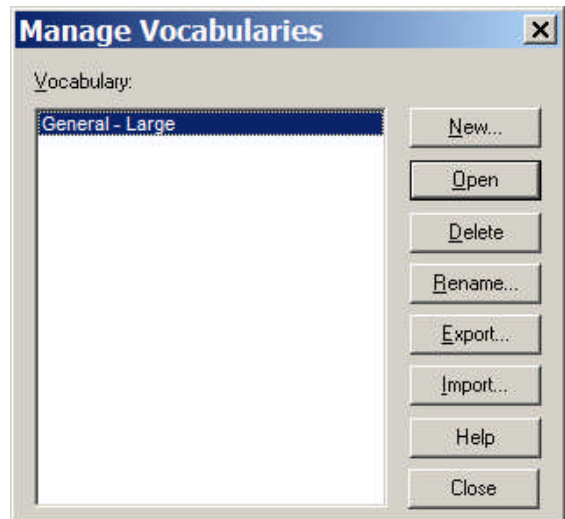 Manage Vocabularies
Vocabulary:
General - Large
New...
Open
Delete
Rename...
Export...
Import...
Help
Close